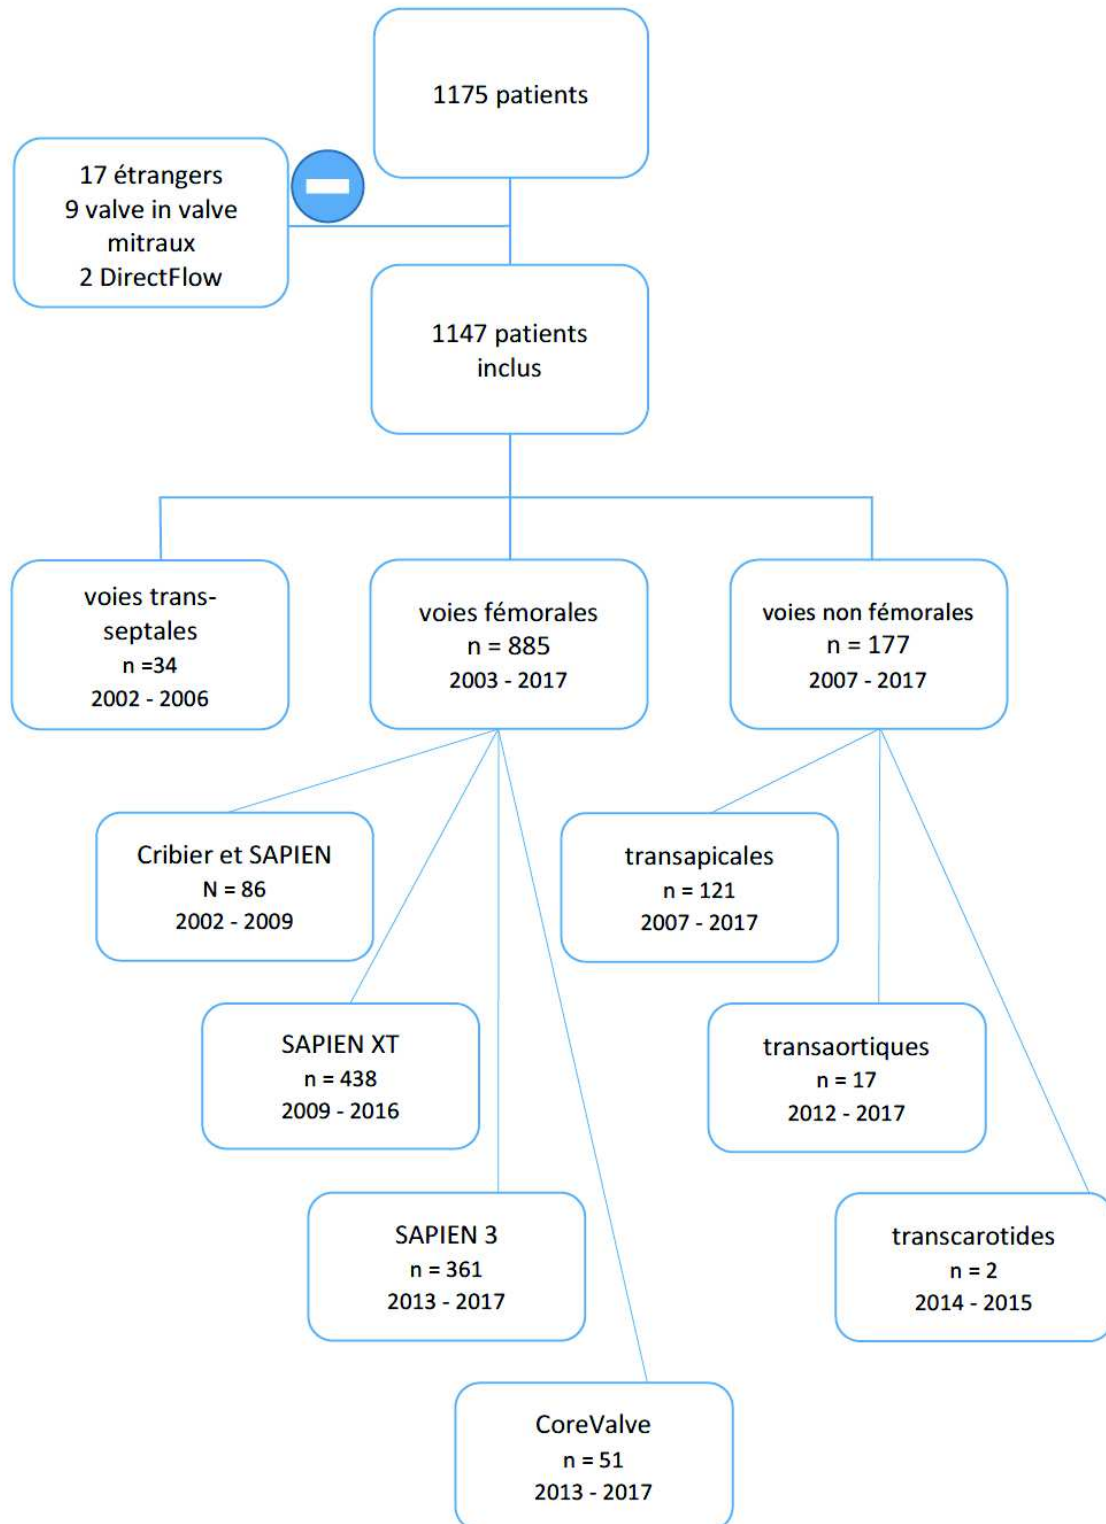 1175 patients
17 étrangers
9 valve in valve
mitraux
2 DirectFlow
1147 patients
inclus
voies trans-
septales
n =34
2002 - 2006
voies fémorales
n = 885
2003 - 2017
voies non fémorales
n = 177
2007 - 2017
Cribier et SAPIEN
N = 86
2002 - 2009
transapicales
n = 121
2007 - 2017
SAPIEN XT
n = 438
2009 - 2016
transaortiques
n = 17
2012 - 2017
SAPIEN 3
n = 361
2013 - 2017
transcarotides
n = 2
2014 - 2015
CoreValve
n = 51
2013 - 2017